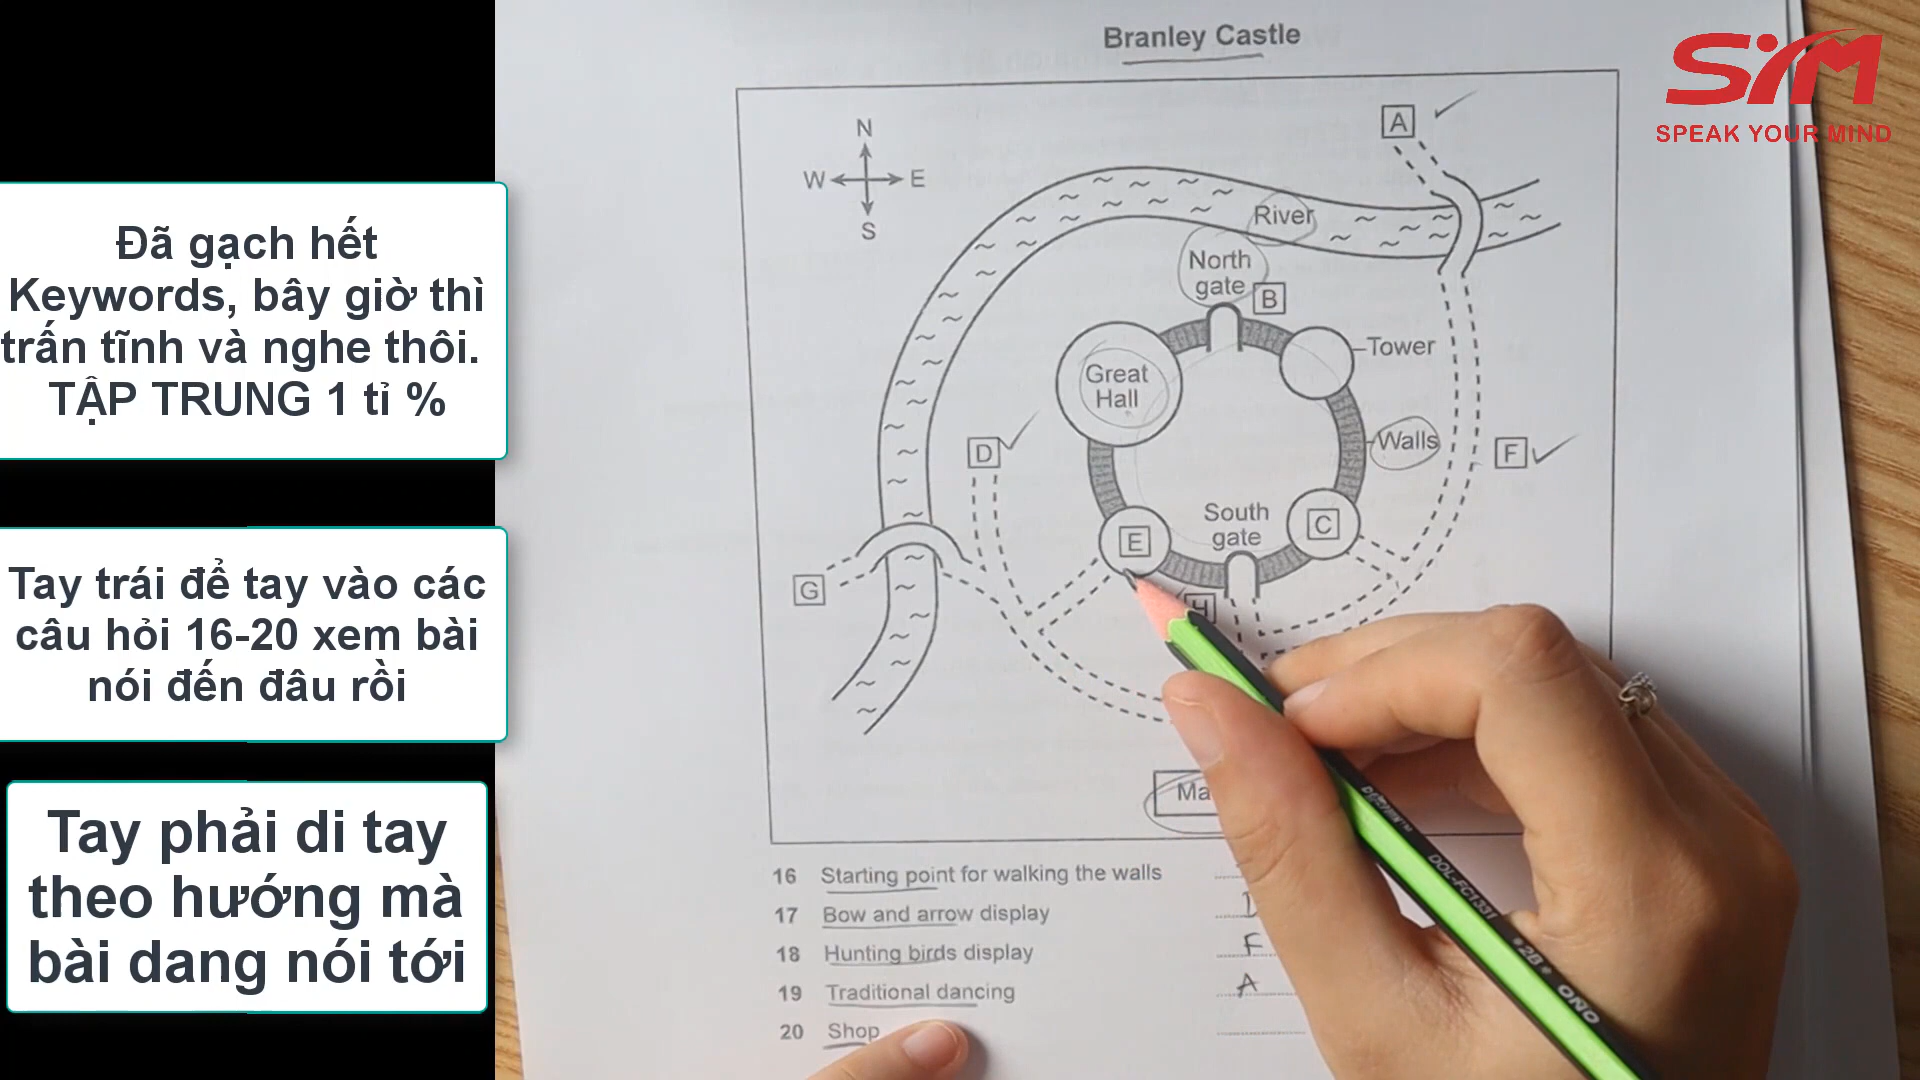 Đã gạch hết
Keywords, bây giờ thì
trấn tĩnh và nghe thôi.
TẬP TRUNG 1 tỉ %
Tay trái để tay vào các
câu hỏi 16-20 xem bài
nói đến đâu rồi
Tay phải di tay
theo hướng mà
bài dang nói tới
Branley Castle
SIM
SPEAK YOUR MIND
A
N
W E
S
River
North
gate
B
Tower
Great
Hall
Walls
D
F
South
gate
C
E
G
H
16 Starting point for walking the walls
17 Bow and arrow display
18 Hunting birds display F
19 Traditional dancing A
20 Shop
DOL-FC1331
*2B* ONO